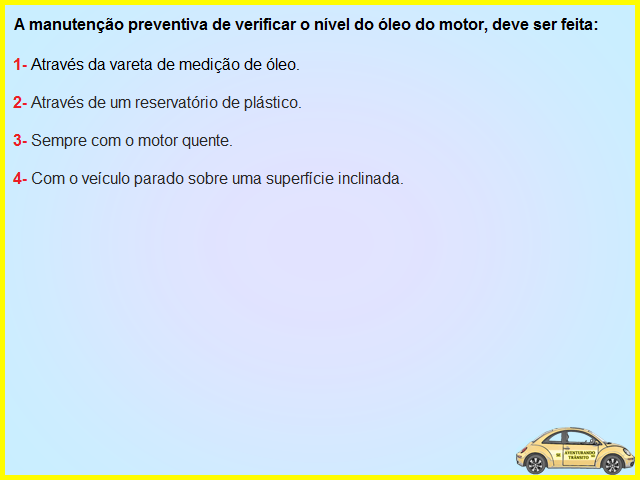 A manutenção preventiva de verificar o nível do óleo do motor, deve ser feita:
1- Através da vareta de medição de óleo.
2- Através de um reservatório de plástico.
3- Sempre com o motor quente.
4- Com o veículo parado sobre uma superfície inclinada.
AVENTURANDO
TRÂNSITO